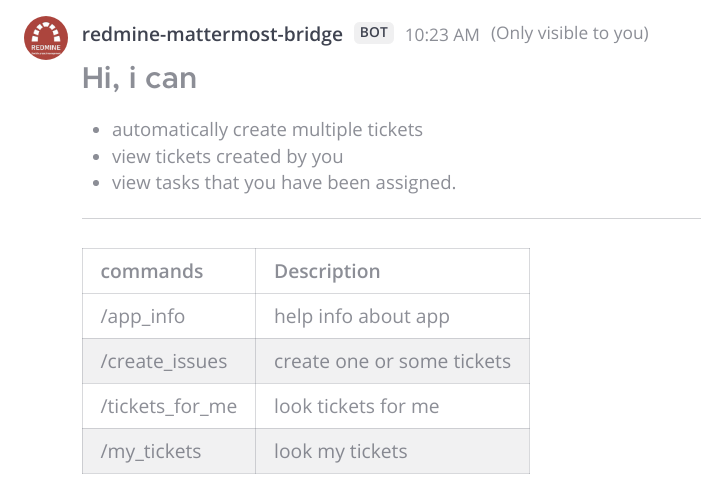 REDMINE
redmine-mattermost-bridge BOT 10:23 AM (Only visible to you)
Hi, i can
• automatically create multiple tickets
• view tickets created by you
• view tasks that you have been assigned.
commands Description
/app_info help info about app
/create_issues create one or some tickets
/tickets_for_me look tickets for me
/my_tickets look my tickets